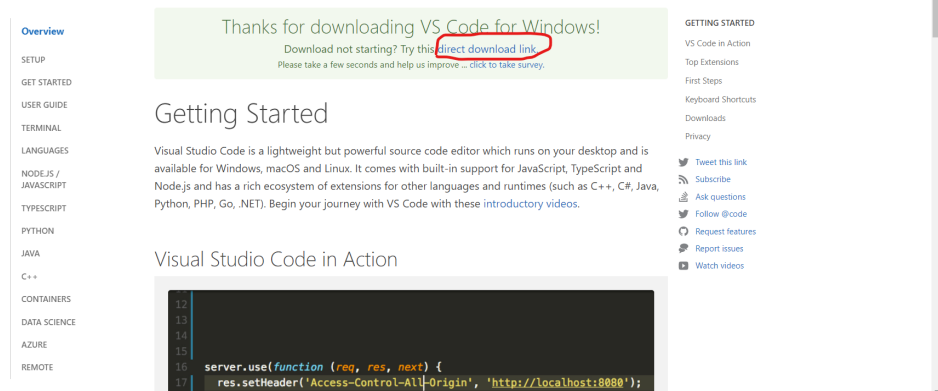 Overview
SETUP
GET STARTED
USER GUIDE
TERMINAL
LANGUAGES
NODE.JS /
JAVASCRIPT
TYPESCRIPT
PYTHON
JAVA
C++
CONTAINERS
DATA SCIENCE
AZURE
REMOTE
Thanks for downloading VS Code for Windows!
Download not starting? Try this direct download link.
Please take a few seconds and help us improve ... click to take survey.
Getting Started
Visual Studio Code is a lightweight but powerful source code editor which runs on your desktop and is
available for Windows, macOS and Linux. It comes with built-in support for JavaScript, TypeScript and
Node.js and has a rich ecosystem of extensions for other languages and runtimes (such as C++, C#, Java,
Python, PHP, Go, .NET). Begin your journey with VS Code with these introductory videos.
Visual Studio Code in Action
12
13
14
15
16 server.use(function (req, res, next) {
17 res.setHeader('Access-Control-All-Origin', 'http://localhost:8080');
GETTING STARTED
VS Code in Action
Top Extensions
First Steps
Keyboard Shortcuts
Downloads
Privacy
Tweet this link
Subscribe
Ask questions
Follow @code
Request features
Report issues
Watch videos